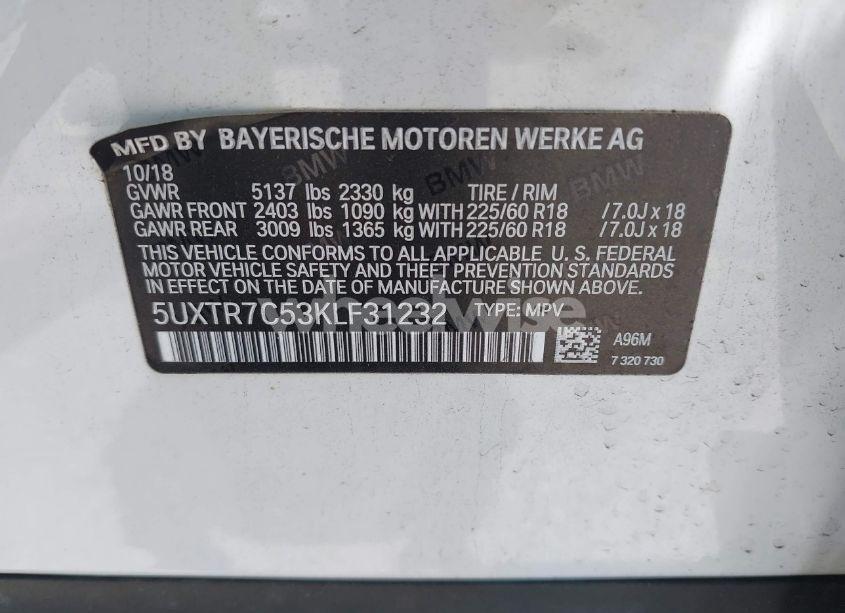 MFD BY BAYERISCHE MOTOREN WERKE AG
10/18
GVWR 5137 lbs 2330 kg TIRE / RIM
GAWR FRONT 2403 lbs 1090 kg WITH 225/60 R18 / 7.0J x 18
GAWR REAR 3009 lbs 1365 kg WITH 225/60 R18 / 7.0J x 18
THIS VEHICLE CONFORMS TO ALL APPLICABLE U. S. FEDERAL
MOTOR VEHICLE SAFETY AND THEFT PREVENTION STANDARDS
IN EFFECT ON THE DATE OF MANUFACTURE SHOWN ABOVE.
5UXTR7C53KLF31232 TYPE: MPV
wheelwise
A96M
7 320 730
BMW
BMW